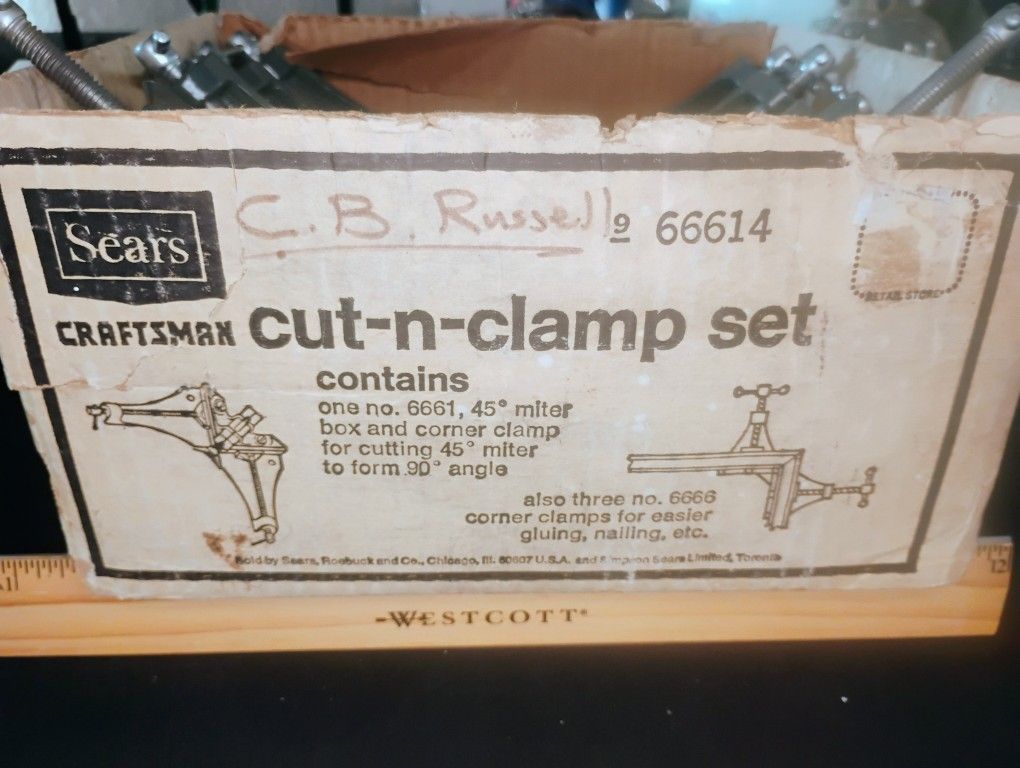 Sears
C. B. Russell
9 66614
RETAIL STORE
CRAFTSMAN cut-n-clamp set
contains
one no. 6661, 45° miter
box and corner clamp
for cutting 45° miter
to form 90° angle
also three no. 6666
corner clamps for easier
gluing, nailing, etc.
Sold by Sears, Roebuck and Co., Chicago, Ill. 60607 U.S.A. and Simpson Sears Limited, Toronto
1 12
WESTCOTT®